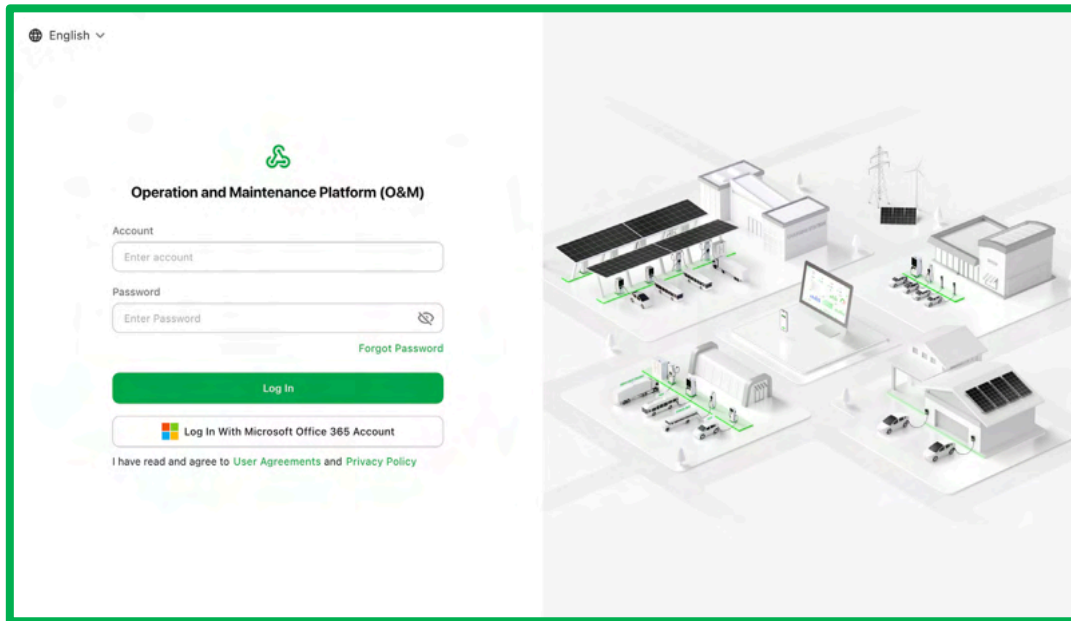 English
Operation and Maintenance Platform (O&M)
Account
Enter account
Password
Enter Password
Forgot Password
Log In
Log In With Microsoft Office 365 Account
I have read and agree to User Agreements and Privacy Policy